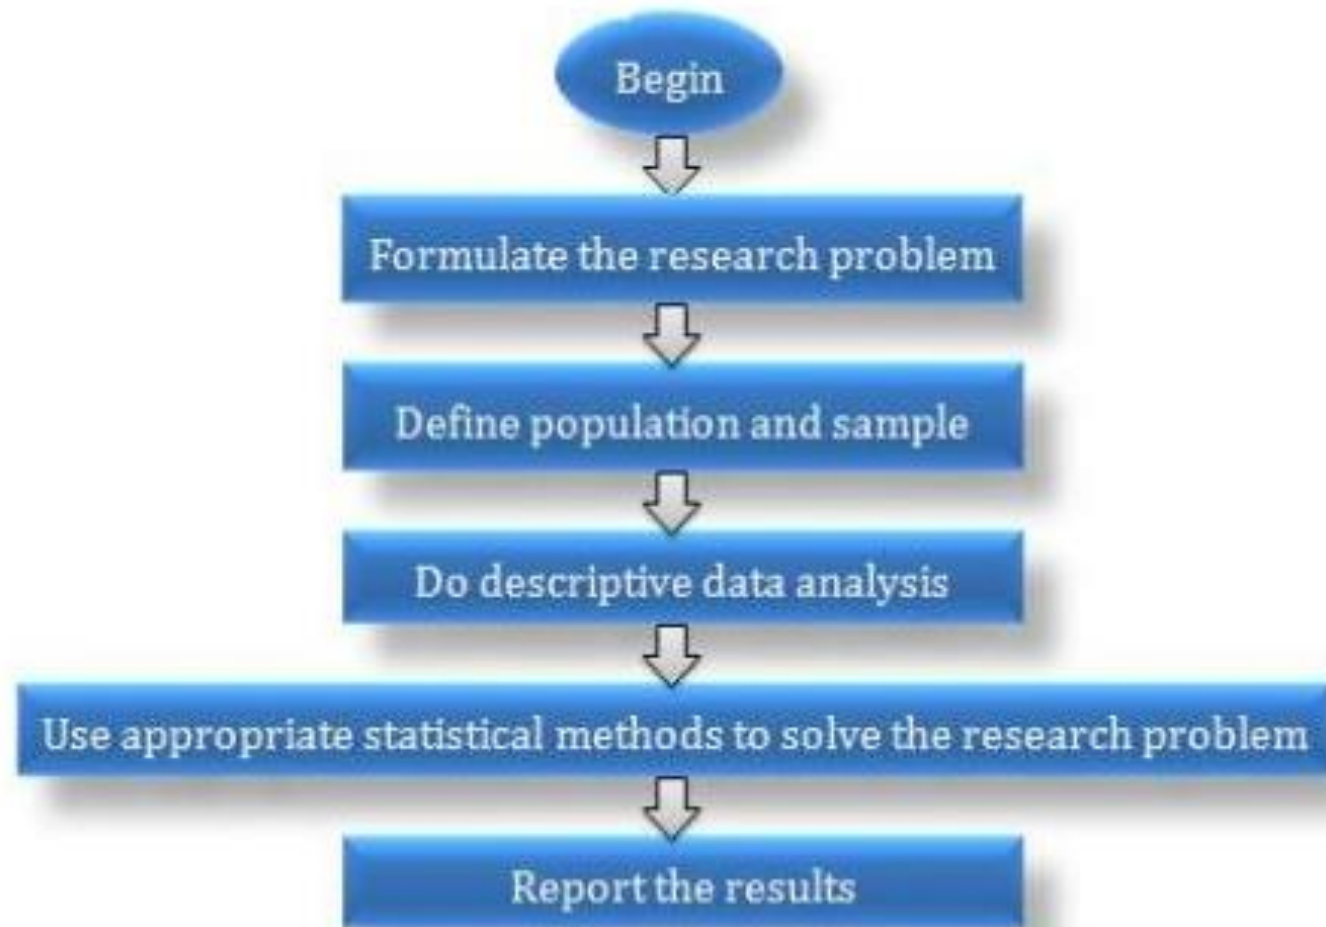 Begin
Formulate the research problem
Define population and sample
Do descriptive data analysis
Use appropriate statistical methods to solve the research problem
Report the results